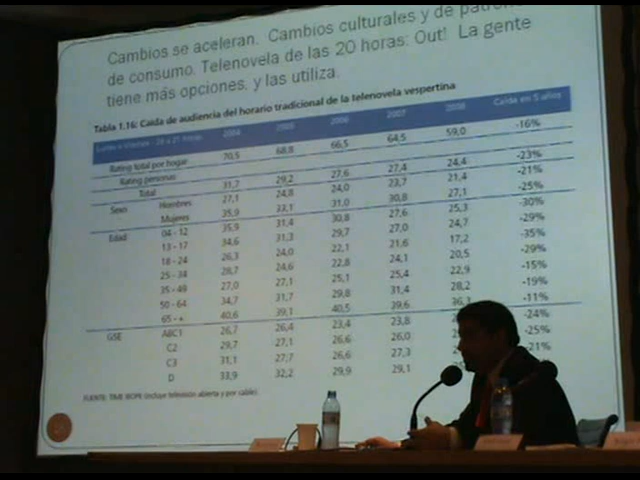 Cambios se aceleran. Cambios culturales y de
de consumo. Telenovela de las 20 horas: Out! La gente
tiene más opciones, y las utiliza.
Tabla 1.16: Caída de audiencia del horario tradicional de la telenovela vespertina
2004 2005 2006 2007 2008 Caída en 5 años
Rating total por hogar 70,5 68,8 66,5 64,5 59,0 -16%
Rating personas
Total 31,7 29,2 27,6 27,4 24,4 -23%
Sexo Hombres 27,1 24,8 24,0 23,7 21,4 -21%
Mujeres 35,9 33,1 31,0 30,8 27,1 -25%
Edad 04 - 12 35,9 31,4 30,8 27,6 25,3 -30%
13 - 17 34,6 31,3 29,7 27,0 24,7 -29%
18 - 24 26,3 24,0 22,1 21,6 17,2 -35%
25 - 34 28,7 24,6 22,8 24,1 20,5 -29%
35 - 49 27,0 27,1 25,1 25,4 22,9 -15%
50 - 64 34,7 31,7 29,8 31,4 28,2 -19%
65 - + 40,6 39,1 40,5 39,6 36,3 -11%
GSE ABC1 26,7 26,4 23,4 23,8 -24%
C2 29,7 27,1 26,6 26,0 -25%
C3 31,1 27,7 26,6 27,3 -21%
D 33,9 32,2 29,9 29,1
FUENTE: TIME IBOPE (incluye televisión abierta y por cable).